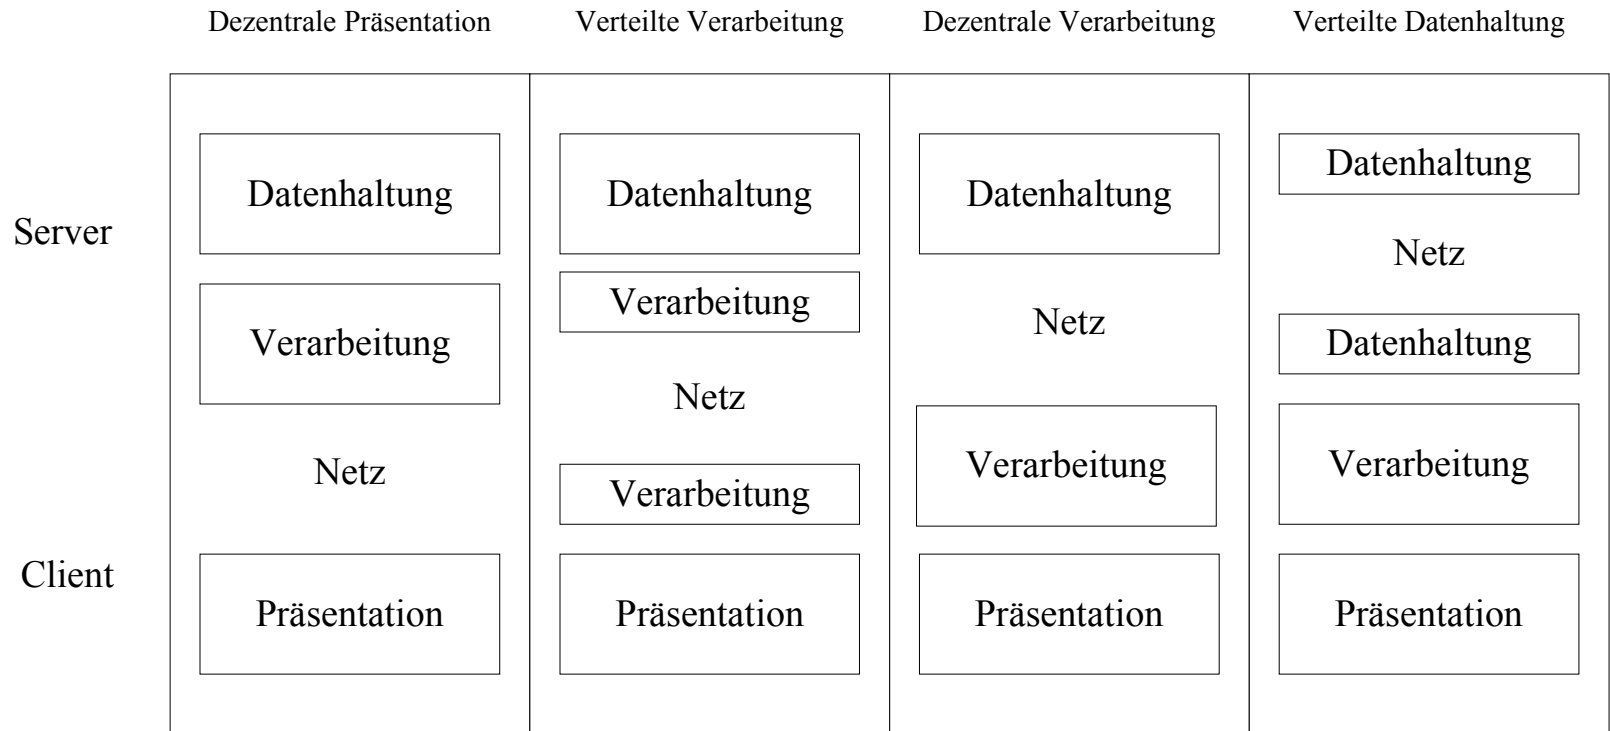 Dezentrale Präsentation
Verteilte Verarbeitung
Dezentrale Verarbeitung
Verteilte Datenhaltung
Server
Client
Datenhaltung
Verarbeitung
Netz
Präsentation
Datenhaltung
Verarbeitung
Netz
Verarbeitung
Präsentation
Datenhaltung
Netz
Verarbeitung
Präsentation
Datenhaltung
Netz
Datenhaltung
Verarbeitung
Präsentation